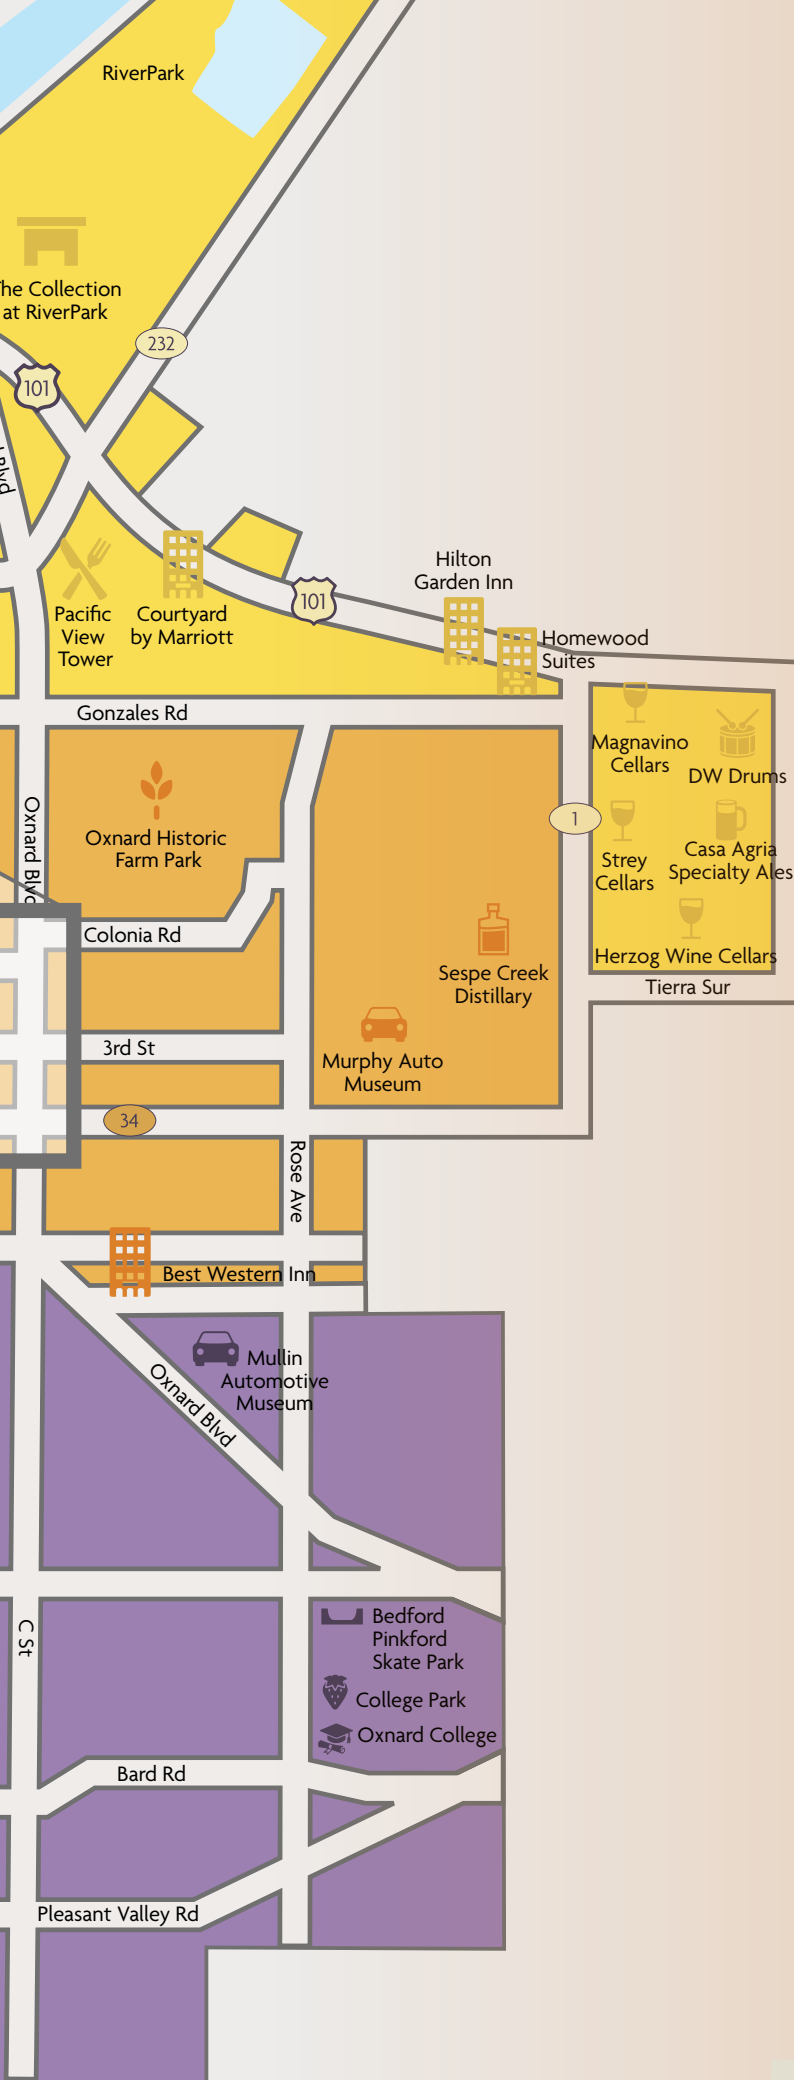 RiverPark
he Collection
at RiverPark
232
101
Blvd
Hilton
Garden Inn
101
Pacific
View
Tower
Courtyard
by Marriott
Homewood
Suites
Gonzales Rd
Magnavino
Cellars
DW Drums
Oxnard Blvd
Oxnard Historic
Farm Park
1
Strey
Cellars
Casa Agria
Specialty Ales
Colonia Rd
Herzog Wine Cellars
Sespe Creek
Distillery
Tierra Sur
3rd St
Murphy Auto
Museum
34
Rose Ave
Best Western Inn
Mullin
Automotive
Museum
Oxnard Blvd
C St
Bedford
Pinkford
Skate Park
College Park
Oxnard College
Bard Rd
Pleasant Valley Rd